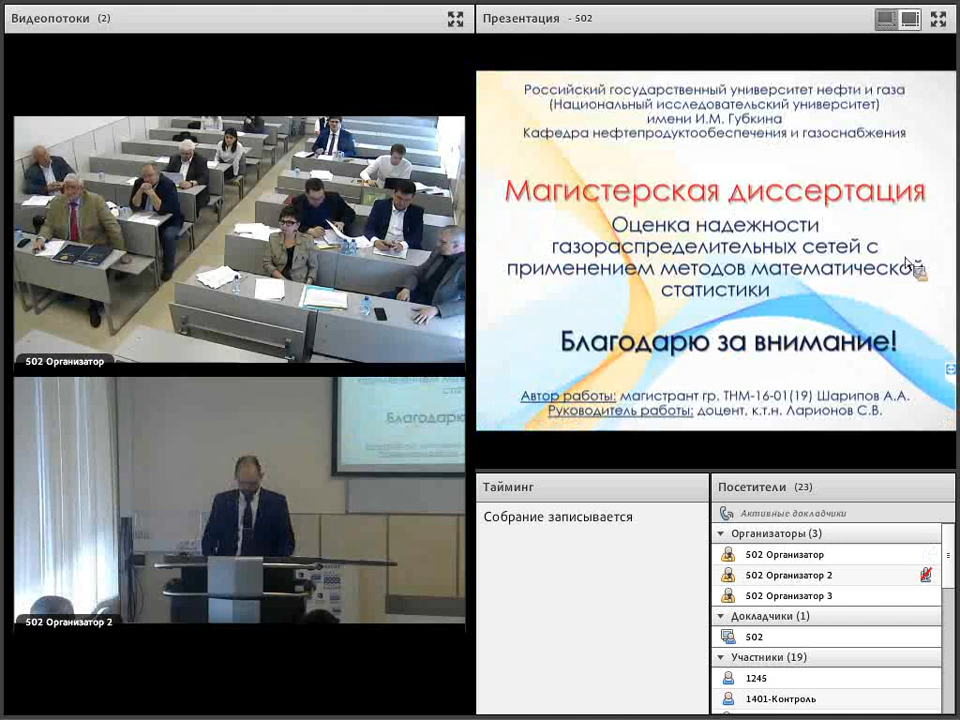 Видеопотоки (2)
502 Организатор
Благодарю
502 Организатор 2
Презентация - 502
Российский государственный университет нефти и газа
(Национальный исследовательский университет)
имени И.М. Губкина
Кафедра нефтепродуктообеспечения и газоснабжения
Магистерская диссертация
Оценка надежности
газораспределительных сетей с
применением методов математической
статистики
Благодарю за внимание!
Автор работы: магистрант гр. ТНМ-16-01(19) Шарипов А.А.
Руководитель работы: доцент, к.т.н. Ларионов С.В.
Тайминг
Собрание записывается
Посетители (23)
Активные докладчики
Организаторы (3)
502 Организатор
502 Организатор 2
502 Организатор 3
Докладчики (1)
502
Участники (19)
1245
1401-Контроль